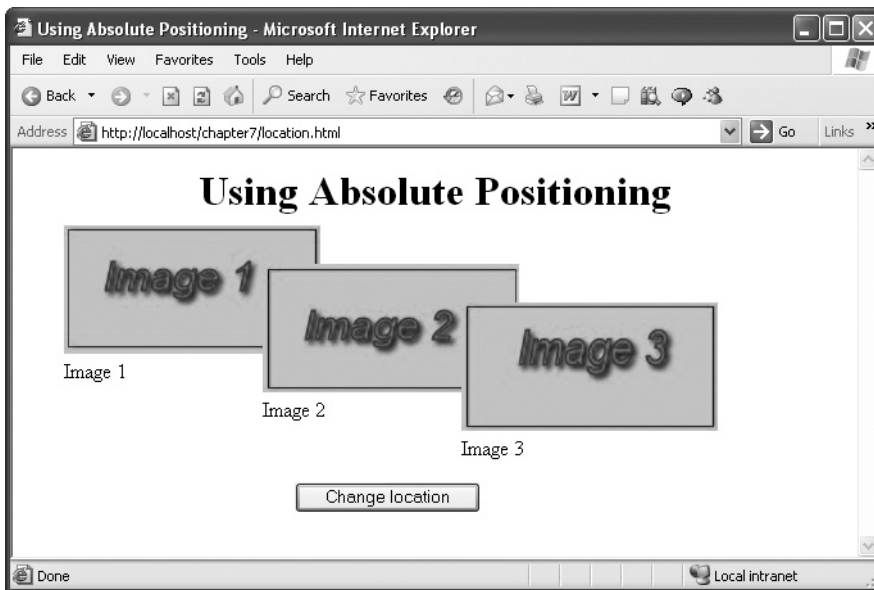 Using Absolute Positioning - Microsoft Internet Explorer
File Edit View Favorites Tools Help
Back Search Favorites W
Address http://localhost/chapter7/location.html Go Links »
Using Absolute Positioning
Image 1
Image 2
Image 3
Image 1
Image 2
Image 3
Change location
Done Local intranet